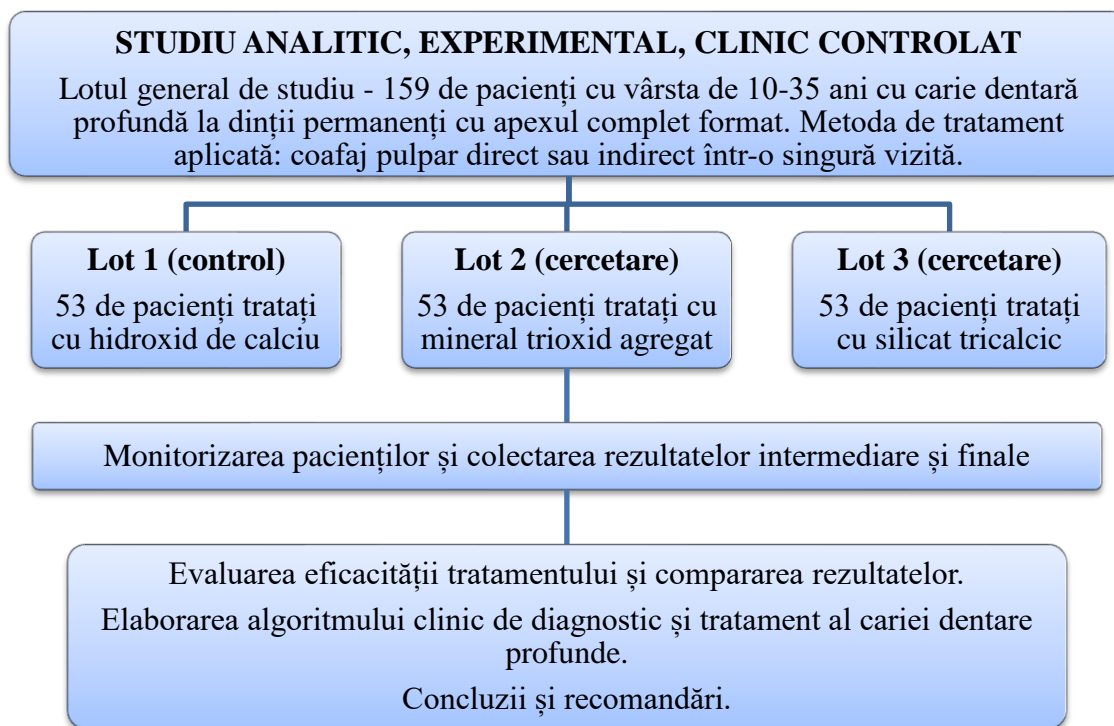 STUDIU ANALITIC, EXPERIMENTAL, CLINIC CONTROLAT
Lotul general de studiu - 159 de pacienți cu vârsta de 10-35 ani cu carie dentară
profundă la dinții permanenți cu apexul complet format. Metoda de tratament
aplicată: coafaj pulpar direct sau indirect într-o singură vizită.
Lot 1 (control)
53 de pacienți tratați
cu hidroxid de calciu
Lot 2 (cercetare)
53 de pacienți tratați cu
mineral trioxid agregat
Lot 3 (cercetare)
53 de pacienți tratați
cu silicat tricalcic
Monitorizarea pacienților și colectarea rezultatelor intermediare și finale
Evaluarea eficacității tratamentului și compararea rezultatelor.
Elaborarea algoritmului clinic de diagnostic și tratament al cariei dentare
profunde.
Concluzii și recomandări.